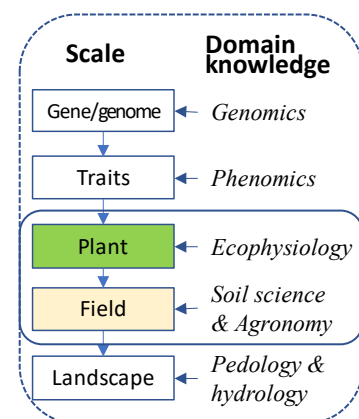 Scale
Domain
knowledge
Gene/genome
Genomics
Traits
Phenomics
Plant
Ecophysiology
Field
Soil science
& Agronomy
Landscape
Pedology &
hydrology